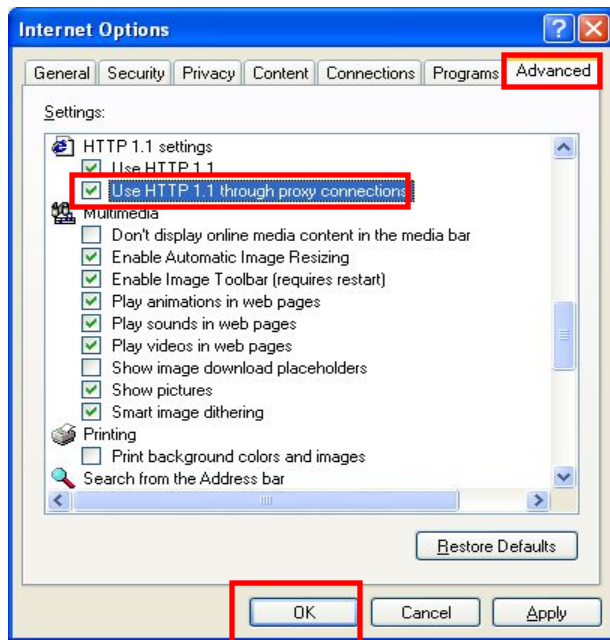 Internet Options
General Security Privacy Content Connections Programs Advanced
Settings:
HTTP 1.1 settings
Use HTTP 1.1
Use HTTP 1.1 through proxy connections
Multimedia
Don't display online media content in the media bar
Enable Automatic Image Resizing
Enable Image Toolbar (requires restart)
Play animations in web pages
Play sounds in web pages
Play videos in web pages
Show image download placeholders
Show pictures
Smart image dithering
Printing
Print background colors and images
Search from the Address bar
Restore Defaults
OK Cancel Apply